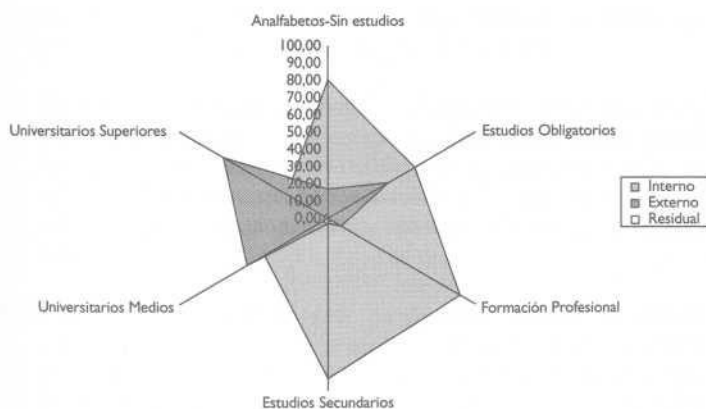 Analfabetos-Sin estudios
100,00
90,00
80,00
70,00
60,00
50,00
40,00
30,00
20,00
10,00
0,00
Universitarios Superiores
Estudios Obligatorios
Interno
Externo
Residual
Universitarios Medios
Formación Profesional
Estudios Secundarios